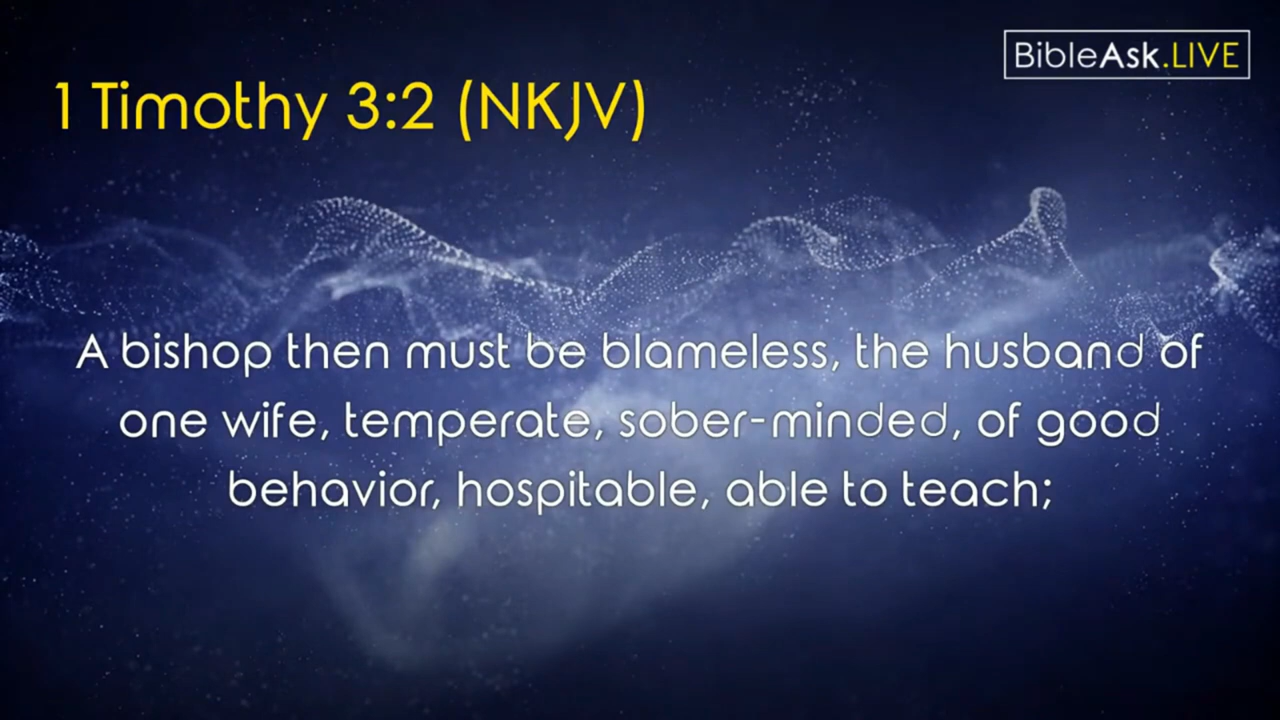 BibleAsk.LIVE
1 Timothy 3:2 (NKJV)
A bishop then must be blameless, the husband of
one wife, temperate, sober-minded, of good
behavior, hospitable, able to teach;